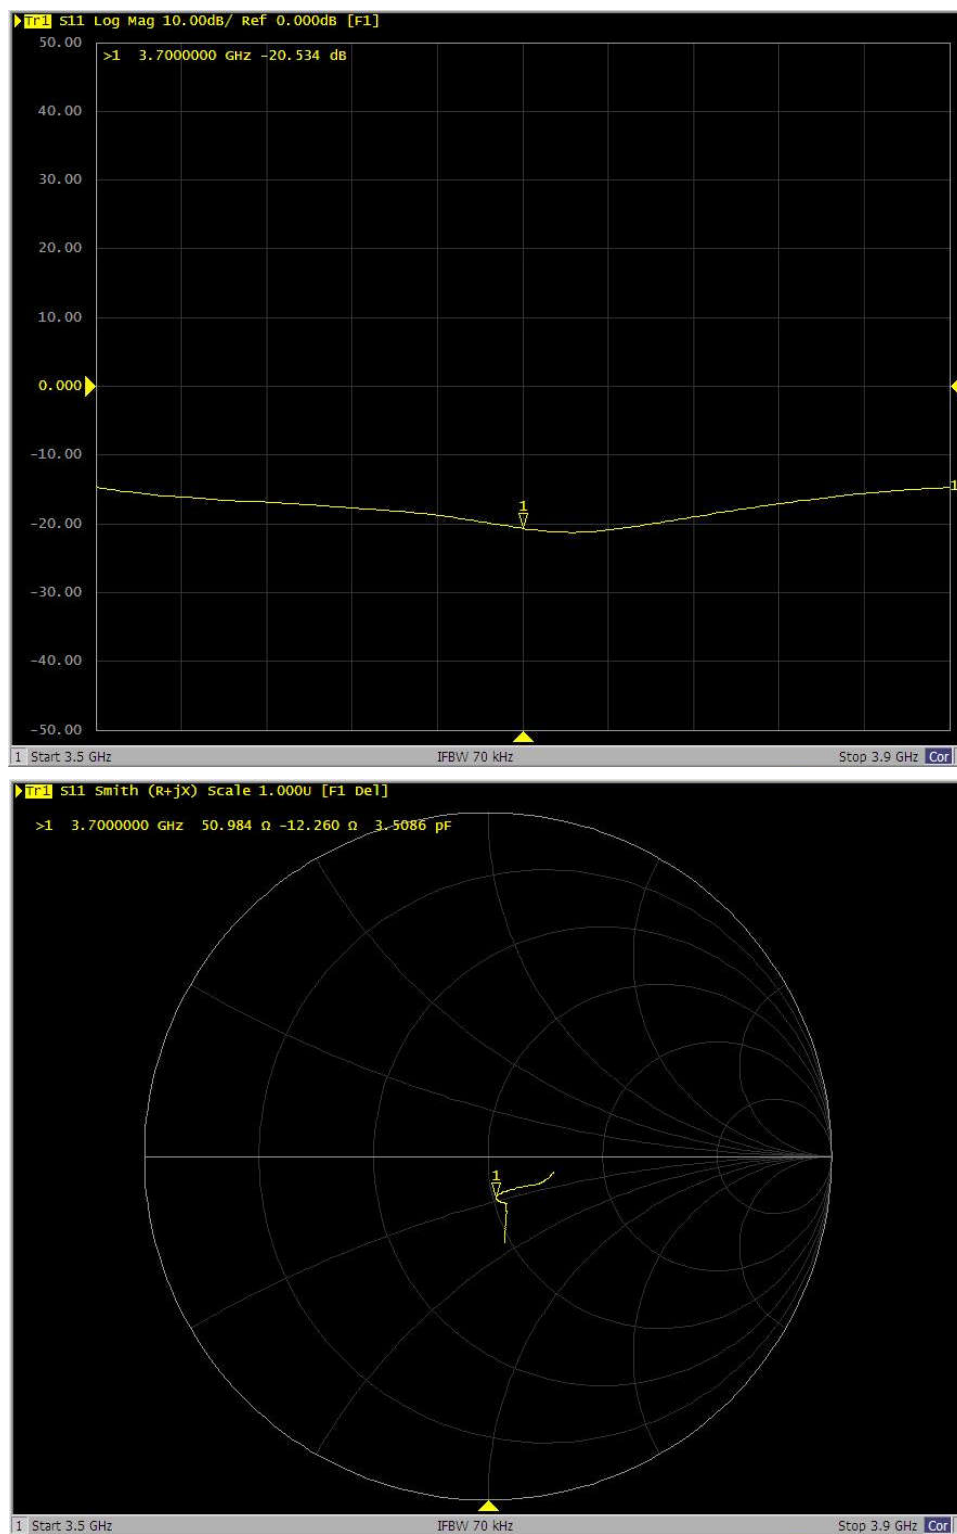 Tr1 S11 Log Mag 10.00dB/ Ref 0.000dB [F1]
50.00
>1 3.7000000 GHz -20.534 dB
40.00
30.00
20.00
10.00
0.000
-10.00
1
1
-20.00
-30.00
-40.00
-50.00
1 Start 3.5 GHz IFBW 70 kHz Stop 3.9 GHz Cor
Tr1 S11 Smith (R+jX) Scale 1.000U [F1 Del]
>1 3.7000000 GHz 50.984 Ω -12.260 Ω 3.5086 pF
1
1 Start 3.5 GHz IFBW 70 kHz Stop 3.9 GHz Cor